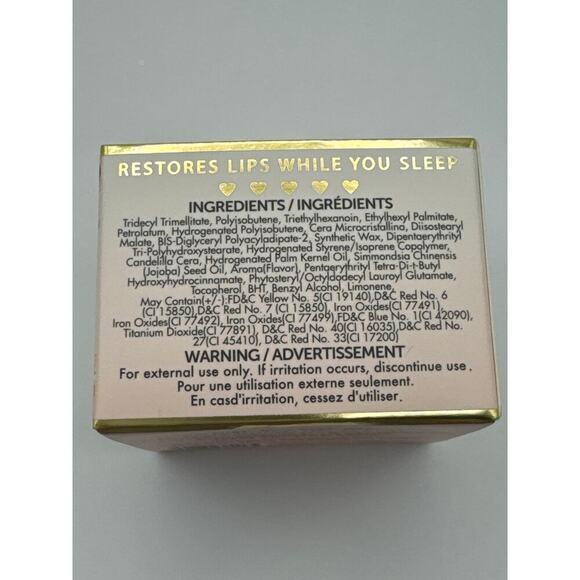 RESTORES LIPS WHILE YOU SLEEP
INGREDIENTS / INGRÉDIENTS
Tridecyl Trimellitate, Polyisobutene, Triethylhexanoin, Ethylhexyl Palmitate,
Petrolatum, Hydrogenated Polyisobutene, Cera Microcristallina, Diisostearyl
Malate, BIS-Diglyceryl Polyacyladipate-2, Synthetic Wax, Dipentaerythrityl
Tri-Polyhydroxystearate, Hydrogenated Styrene/Isoprene Copolymer,
Candelilla Cera, Hydrogenated Palm Kernel Oil, Simmondsia Chinensis
(Jojoba) Seed Oil, Aroma(Flavor), Pentaerythrityl Tetra-Di-t-Butyl
Hydroxyhydrocinnamate, Phytosteryl/Octyldodecyl Lauroyl Glutamate,
Tocopherol, BHT, Benzyl Alcohol, Limonene,
May Contain(+/-):FD&C Yellow No. 5(CI 19140),D&C Red No. 6
(CI 15850),D&C Red No. 7 (CI 15850), Iron Oxides(CI 77491),
Iron Oxides(CI 77492), Iron Oxides(CI 77499),FD&C Blue No. 1(CI 42090),
Titanium Dioxide(CI 77891), D&C Red No. 40(CI 16035),D&C Red No.
27(CI 45410), D&C Red No. 33(CI 17200)
WARNING / ADVERTISSEMENT
For external use only. If irritation occurs, discontinue use.
Pour une utilisation externe seulement.
En casd'irritation, cessez d'utiliser.